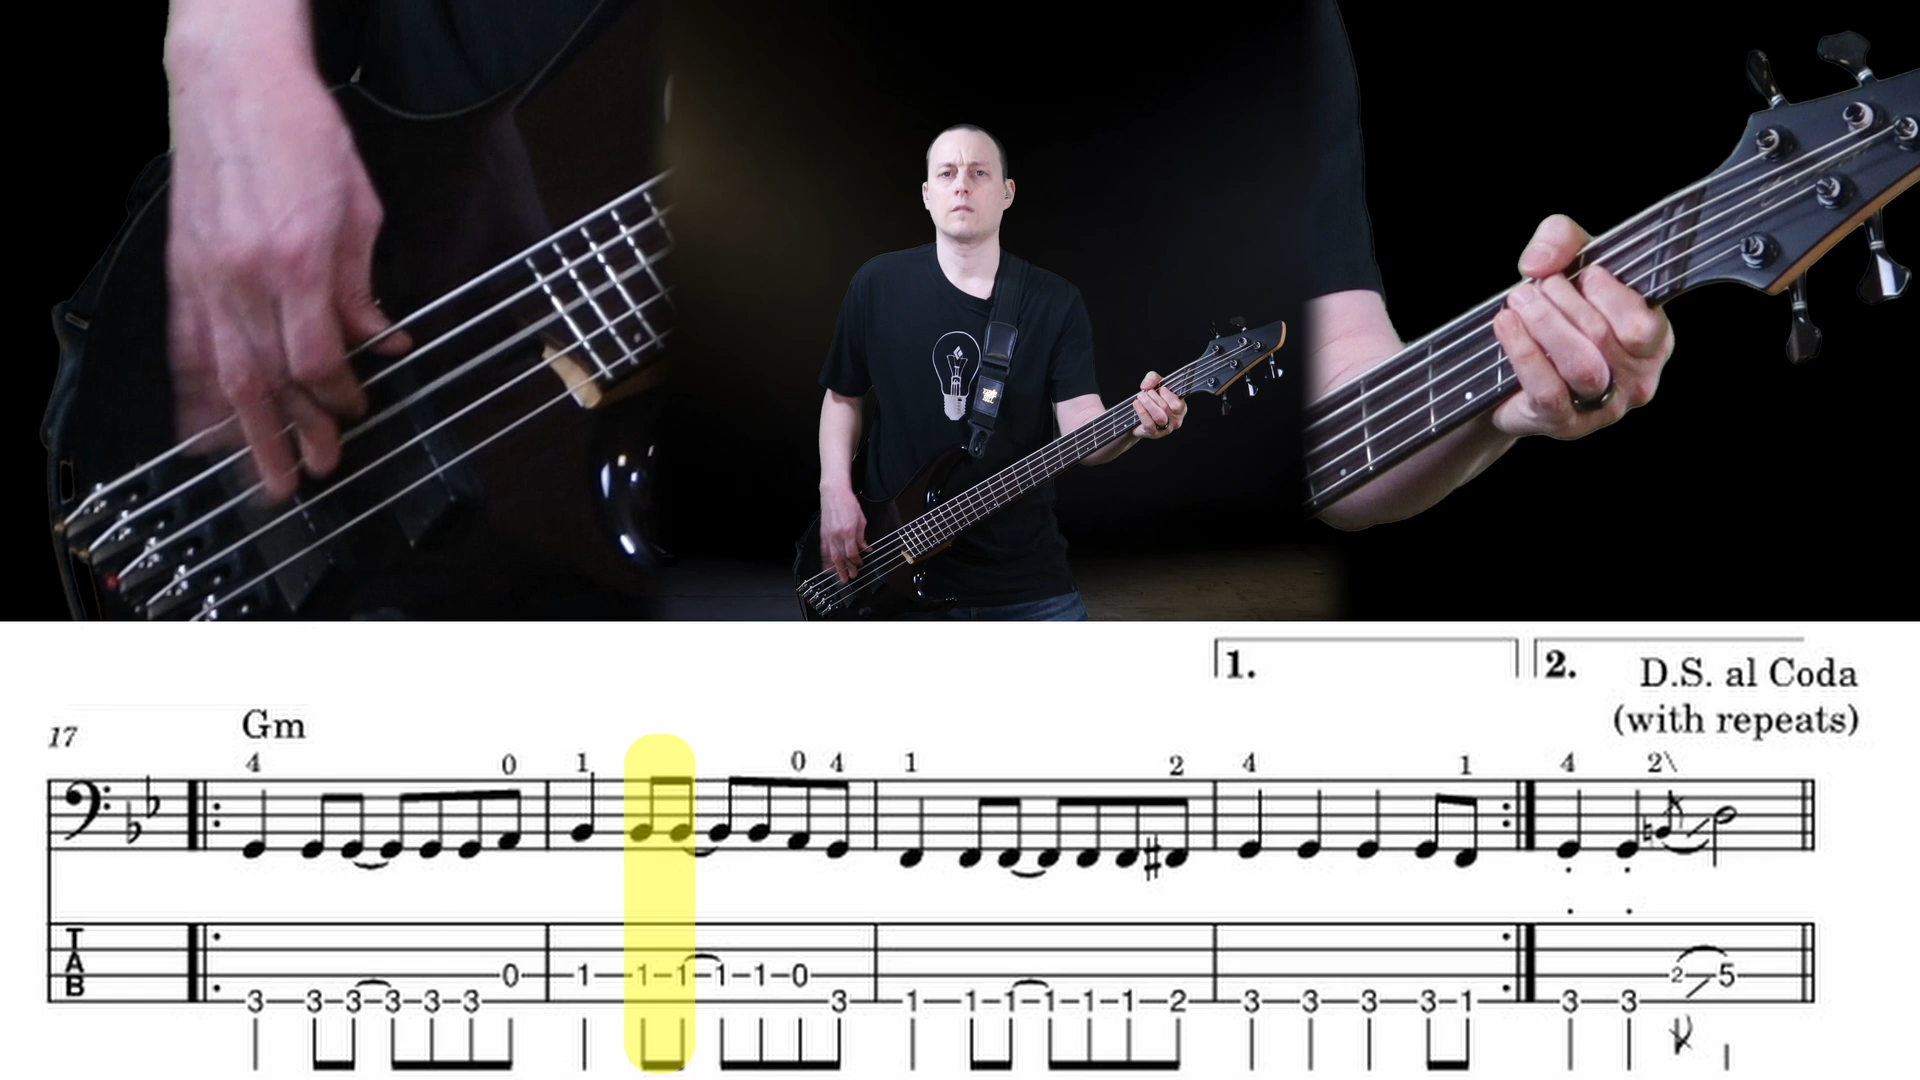 1.
2.
D.S. al Coda
(with repeats)
17
Gm
4 0 1 0 4 1 2 4 1 4 2\
T
A
B
0 1 1 1 1 1 0 2 5
3 3 3 3 3 3 3 1 1 1 1 1 1 2 3 3 3 3 1 3 3